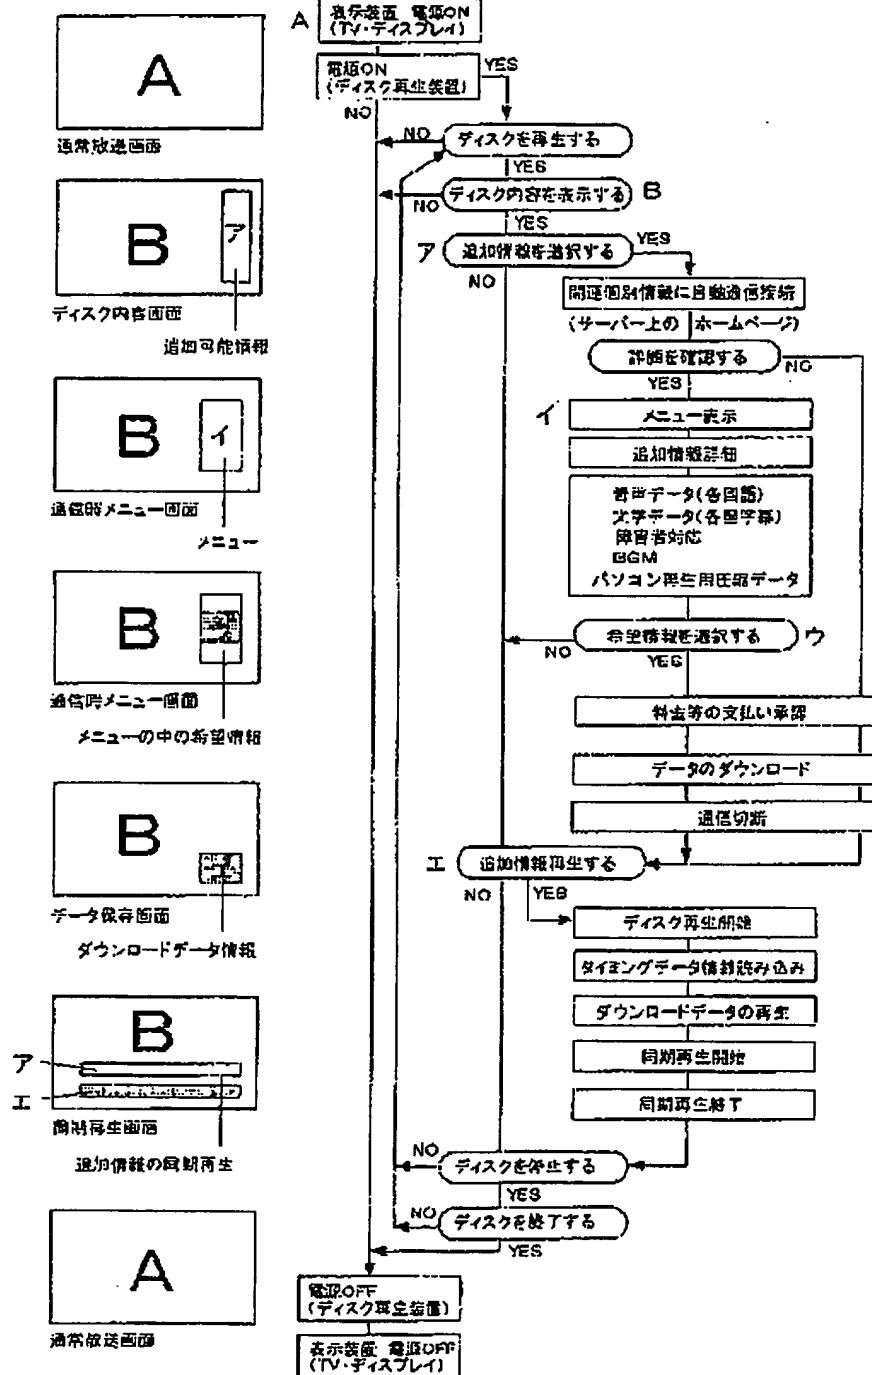 A
通常放送画面
B
ア
ディスク内容画面
追加可能情報
B
イ
通信時メニュー画面
メニュー
B
通信時メニュー画面
メニューの中の希望情報
B
データ保存画面
ダウンロードデータ情報
B
ア
エ
同期再生画面
追加情報の同期再生
A
通常放送画面
A
表示装置 電源ON
(TV・ディスプレイ)
電源ON
(ディスク再生装置)
YES
NO
ディスクを再生する
NO
YES
ディスク内容を表示する
B
NO
YES
ア
追加情報を選択する
YES
NO
関連個別情報に自動通信接続
(サーバー上の ホームページ)
詳細を確認する
NO
YES
イ
メニュー表示
追加情報詳細
音声データ(各国語)
文字データ(各国字幕)
障害者対応
BGM
パソコン再生用圧縮データ
希望情報を選択する
ウ
NO
YES
料金等の支払い承認
データのダウンロード
通信切断
エ
追加情報再生する
NO
YES
ディスク再生開始
タイミングデータ情報読み込み
ダウンロードデータの再生
同期再生開始
同期再生終了
NO
ディスクを停止する
YES
NO
ディスクを終了する
YES
電源OFF
(ディスク再生装置)
表示装置 電源OFF
(TV・ディスプレイ)